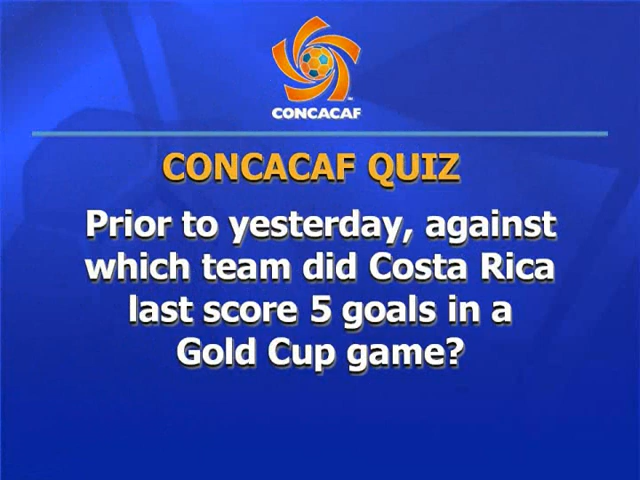 CONCACAF
CONCACAF QUIZ
Prior to yesterday, against
which team did Costa Rica
last score 5 goals in a
Gold Cup game?